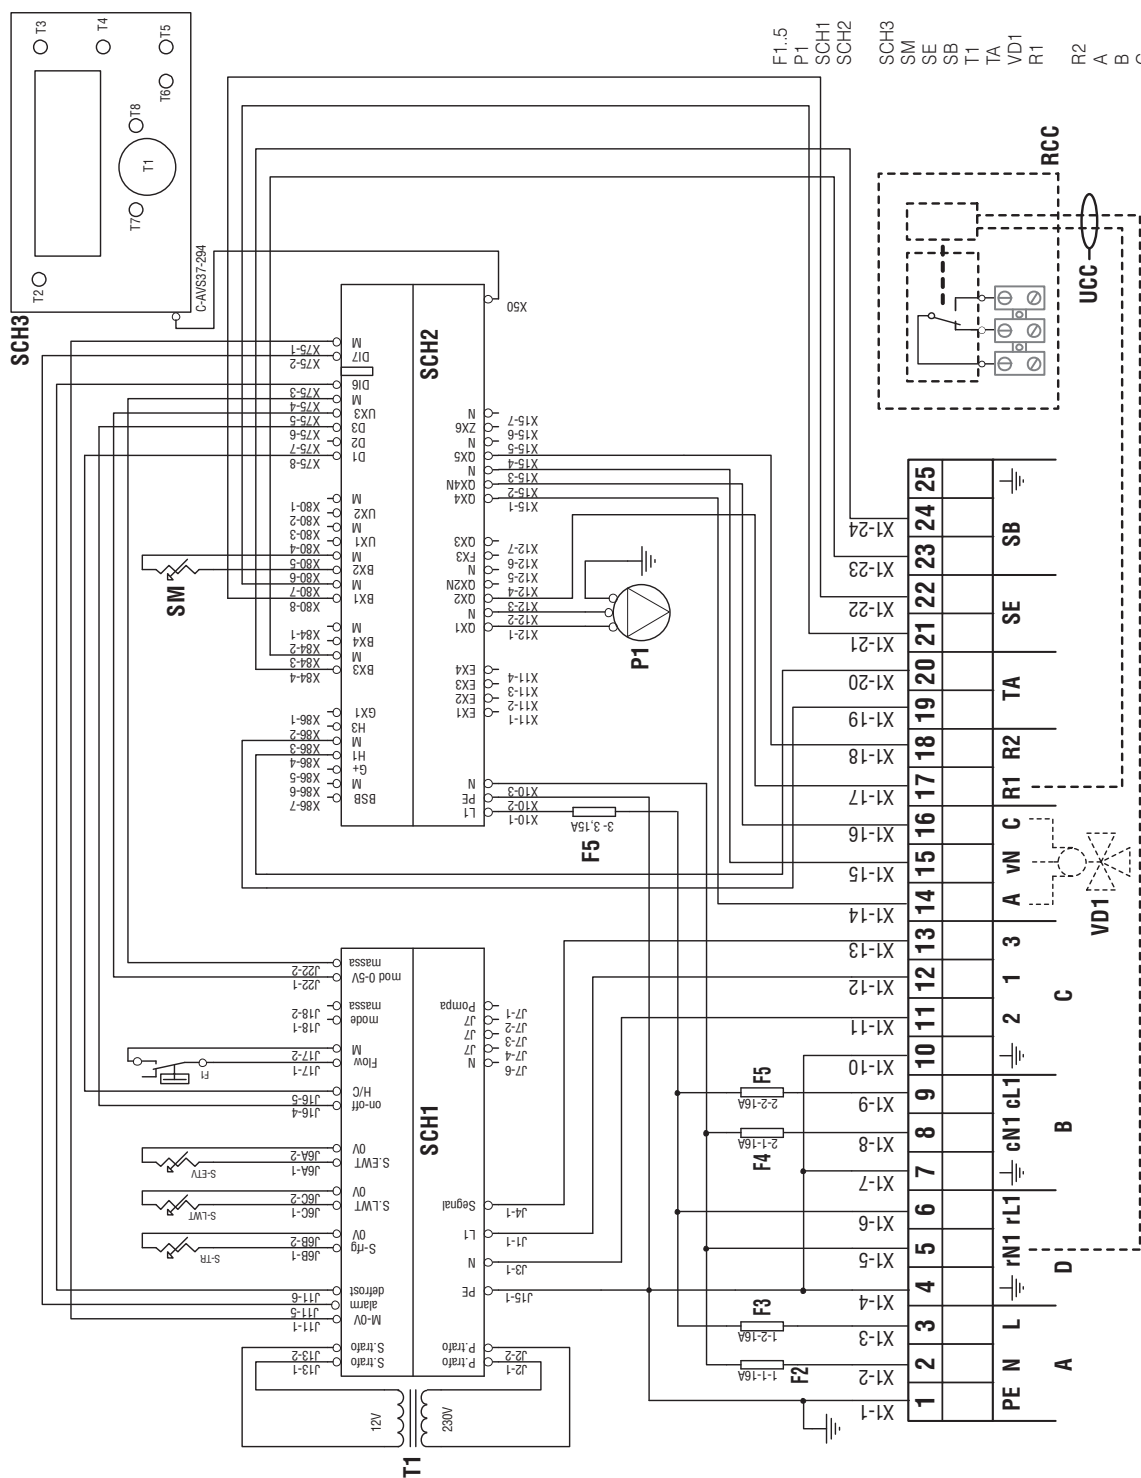 SCH3
T2
T3
T4
T5
T6
T7
T8
T1
C-AVS37-294
F1..5
P1
SCH1
SCH2
SCH3
SM
SE
SB
T1
TA
VD1
R1
R2
A
B
SCH2
X75-1 M
X75-2 DI7
X75-3 DI6
X75-4 M
X75-5 UX3
X75-6 D3
X75-7 D2
X75-8 D1
X80-1 M
X80-2 UX2
X80-3 M
X80-4 UX1
X80-5 M
X80-6 BX2
X80-7 M
X80-8 BX1
X84-1 M
X84-2 BX4
X84-3 M
X84-4 BX3
X86-1 GX1
X86-2 H3
X86-3 M
X86-4 H1
X86-5 G+
X86-6 M
X86-7 BSB
X50
X15-7 N
X15-6 ZX6
X15-5 N
X15-4 QX5
X15-3 N
X15-2 QX4N
X15-1 QX4
X12-7 QX3
X12-6 FX3
X12-5 N
X12-4 QX2N
X12-3 QX2
X12-2 N
X12-1 QX1
X11-4 EX4
X11-3 EX3
X11-2 EX2
X11-1 EX1
X10-3 N
X10-2 PE
X10-1 L1
SM
P1
F5
3- 3,15A
RCC
UCC
SCH1
J22-2 massa
J22-1 mod 0-5V
J18-2 massa
J18-1 mode
J17-2 M
J17-1 Flow
F1
J16-5 H/C
J16-4 on-off
J6A-2 0V
J6A-1 S.EWT
S-ETV
J6C-2 0V
J6C-1 S.LWT
S-LWT
J6B-2 0V
J6B-1 S-rfg
S-TR
J11-6 defrost
J11-5 alarm
J11-1 M-0V
J13-2 S.trafo
J13-1 S.trafo
J7-1 Pompa
J7-2 J7
J7-3 J7
J7-4 J7
J7-6 N
J4-1 Segnal
J1-1 L1
J3-1 N
J15-1 PE
J2-2 P.trafo
J2-1 P.trafo
12V
230V
T1
F2
1-1-16A
F3
1-2-16A
F4
2-1-16A
F5
2-2-16A
X1-1
X1-2
X1-3
X1-4
X1-5
X1-6
X1-7
X1-8
X1-9
X1-10
X1-11
X1-12
X1-13
X1-14
X1-15
X1-16
X1-17
X1-18
X1-19
X1-20
X1-21
X1-22
X1-23
X1-24
1 2 3 4 5 6 7 8 9 10 11 12 13 14 15 16 17 18 19 20 21 22 23 24 25
PE N L rN1 rL1 cN1 cL1 2 1 3 A vN C R1 R2 TA SE SB
A D B C
VD1